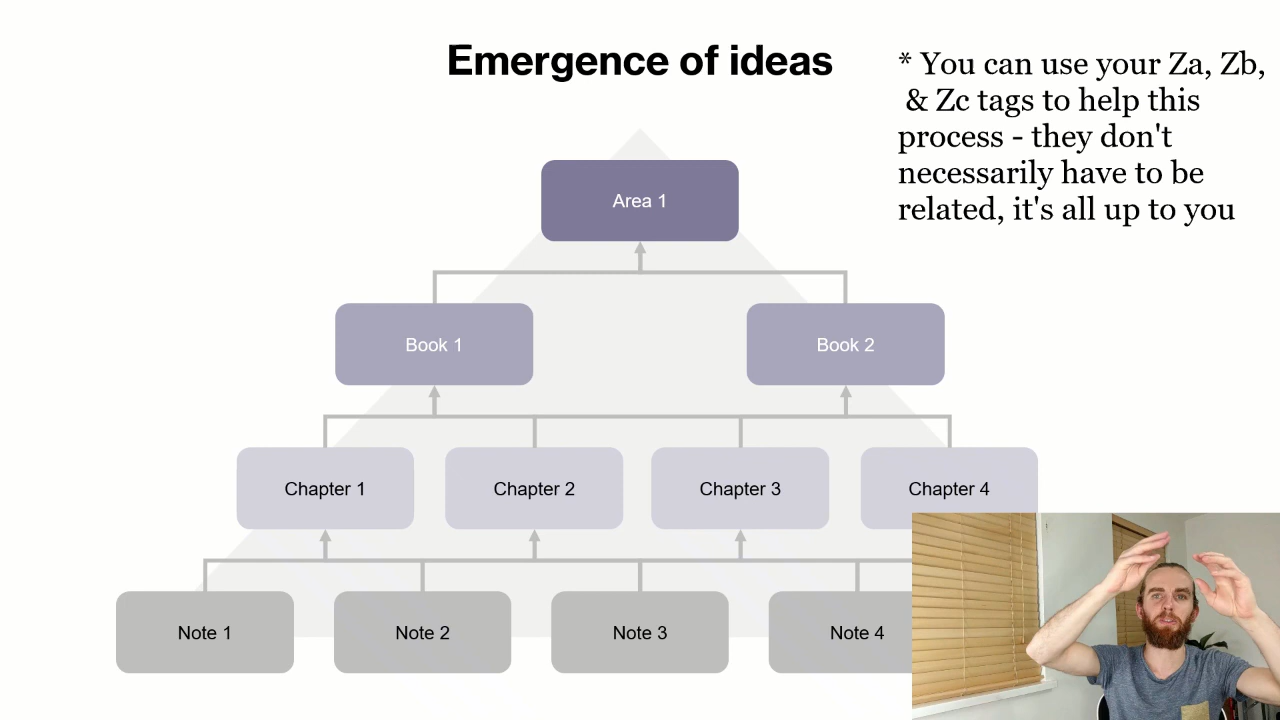 Emergence of ideas
* You can use your Za, Zb,
& Zc tags to help this
process - they don't
necessarily have to be
related, it's all up to you
Area 1
Book 1
Book 2
Chapter 1
Chapter 2
Chapter 3
Chapter 4
Note 1
Note 2
Note 3
Note 4